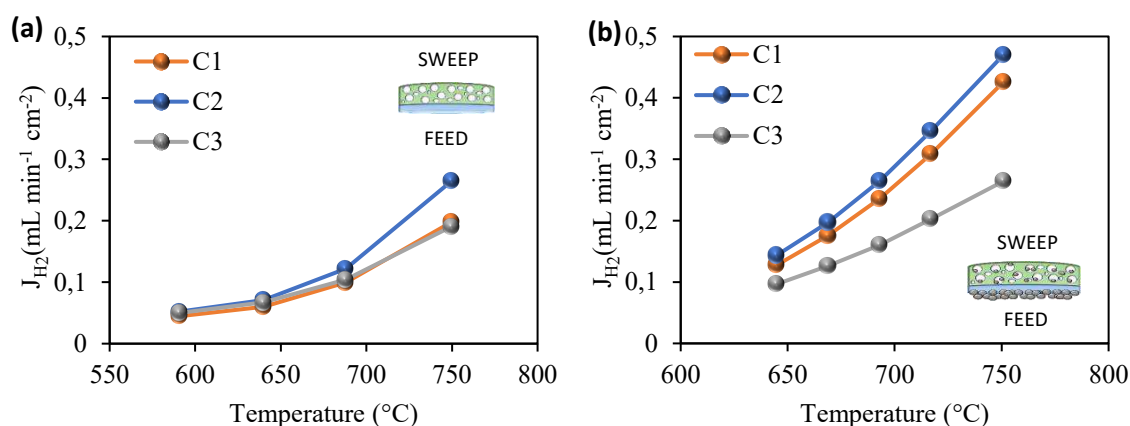 (a)
0,5
0,4
0,3
0,2
0,1
0
J_H2 (mL min⁻¹ cm⁻²)
C1
C2
C3
SWEEP
FEED
550 600 650 700 750 800
Temperature (°C)
(b)
0,5
0,4
0,3
0,2
0,1
0
J_H2 (mL min⁻¹ cm⁻²)
C1
C2
C3
SWEEP
FEED
600 650 700 750 800
Temperature (°C)